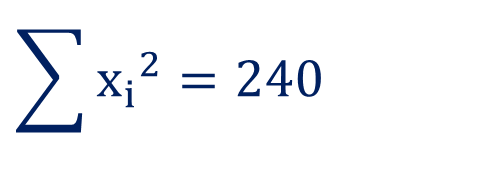 ∑ xᵢ² = 240